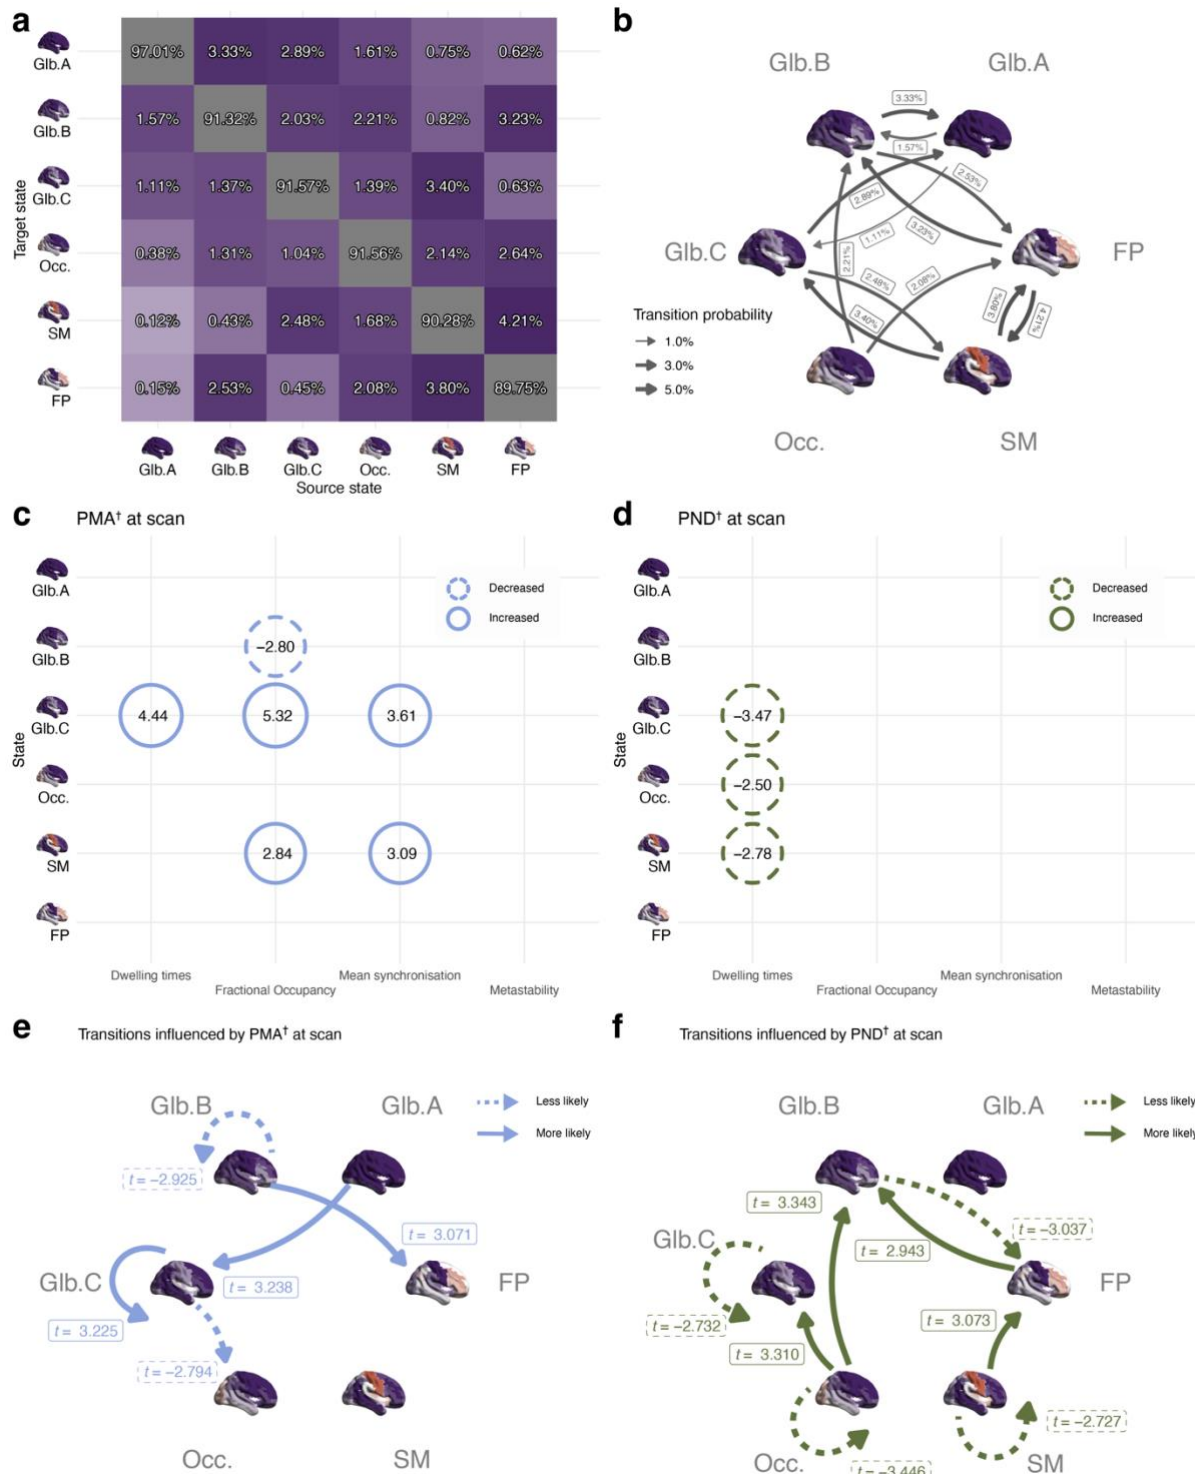 a
Target state
Glb.A 97.01% 3.33% 2.89% 1.61% 0.75% 0.62%
Glb.B 1.57% 91.32% 2.03% 2.21% 0.82% 3.23%
Glb.C 1.11% 1.37% 91.57% 1.39% 3.40% 0.63%
Occ. 0.38% 1.31% 1.04% 91.56% 2.14% 2.64%
SM 0.12% 0.43% 2.48% 1.68% 90.28% 4.21%
FP 0.15% 2.53% 0.45% 2.08% 3.80% 89.75%
Glb.A Glb.B Glb.C Occ. SM FP
Source state
b
Glb.B Glb.A
3.33%
1.57%
2.53%
2.89%
Glb.C 1.11% 3.23% FP
2.21%
2.48% 2.08%
3.40% 3.80% 4.21%
Transition probability
1.0%
3.0%
5.0%
Occ. SM
c PMA† at scan
State
Glb.A
Decreased
Increased
Glb.B −2.80
Glb.C 4.44 5.32 3.61
Occ.
SM 2.84 3.09
FP
Dwelling times Mean synchronisation
Fractional Occupancy Metastability
d PND† at scan
State
Glb.A
Decreased
Increased
Glb.B
Glb.C −3.47
Occ. −2.50
SM −2.78
FP
Dwelling times Mean synchronisation
Fractional Occupancy Metastability
e Transitions influenced by PMA† at scan
Glb.B Glb.A
Less likely
More likely
t = −2.925
t = 3.071
Glb.C t = 3.238 FP
t = 3.225
t = −2.794
Occ. SM
f Transitions influenced by PND† at scan
Glb.B Glb.A
Less likely
More likely
t = 3.343
t = −3.037
Glb.C t = 2.943 FP
t = −2.732 t = 3.073
t = 3.310
t = −2.727
Occ. t = −3.446 SM